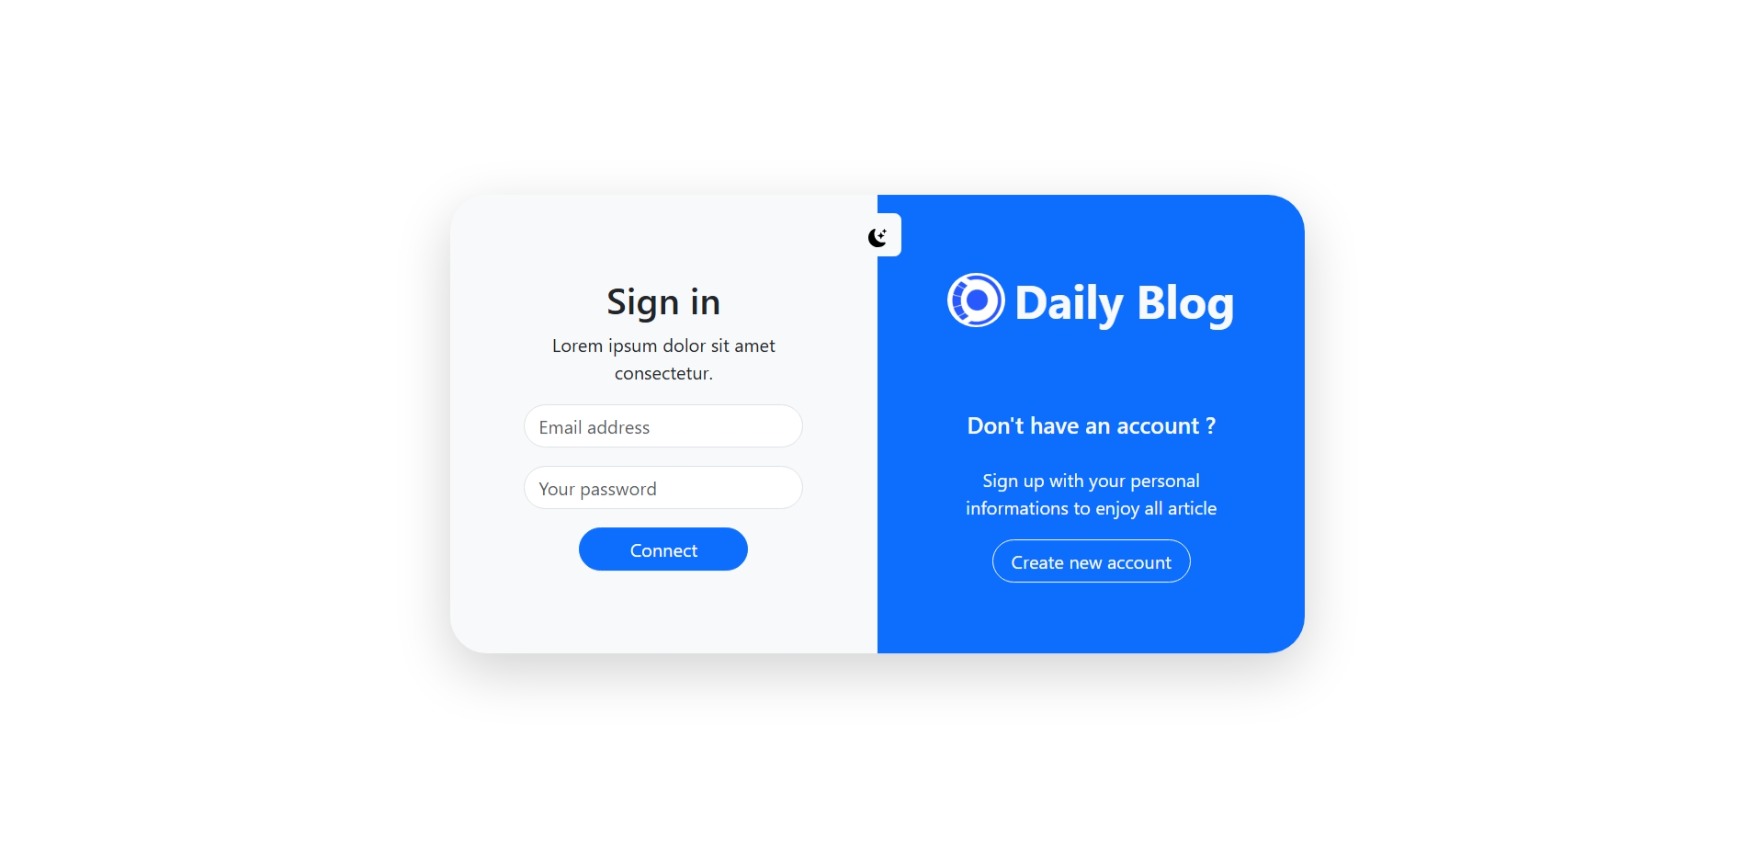 Sign in
Lorem ipsum dolor sit amet
consectetur.
Email address
Your password
Connect
Daily Blog
Don't have an account ?
Sign up with your personal
informations to enjoy all article
Create new account